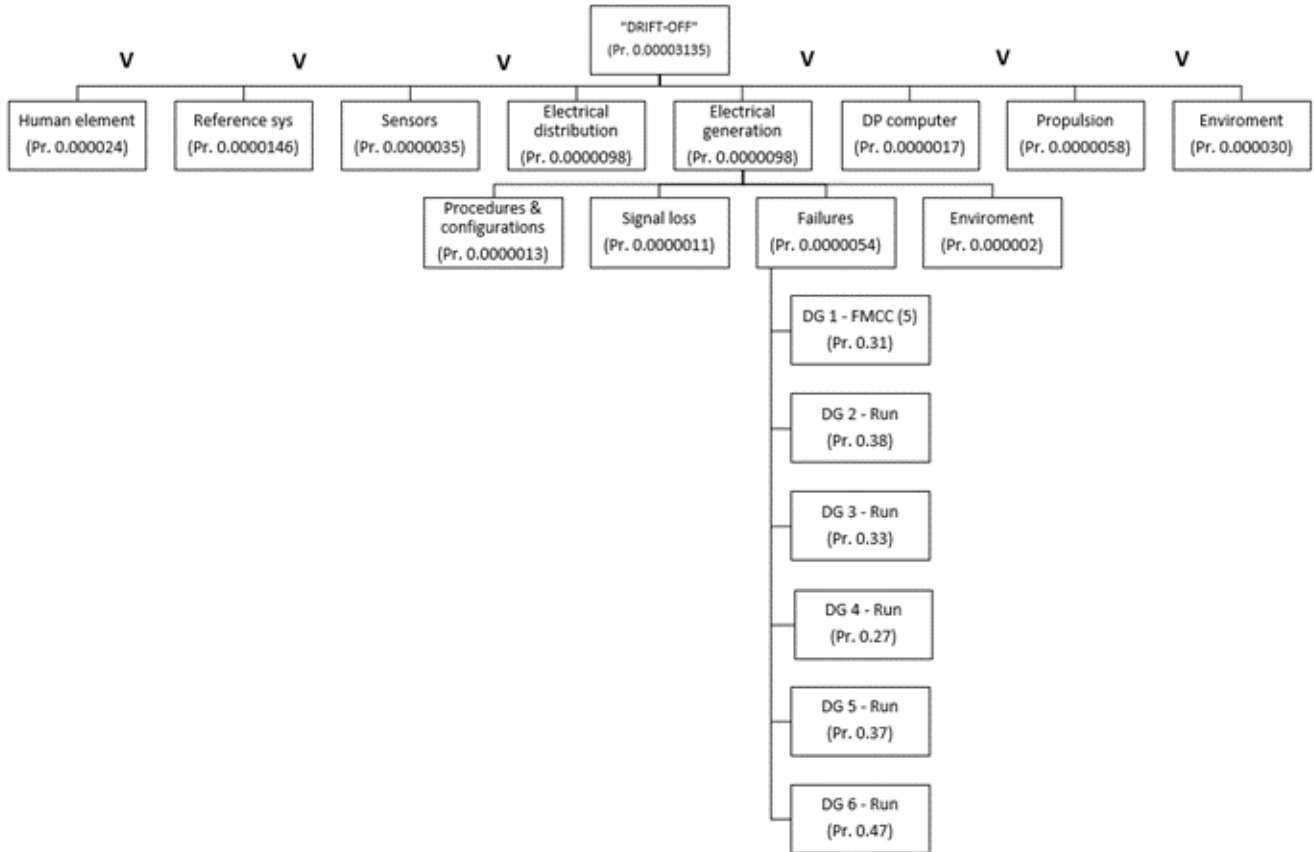 "DRIFT-OFF"
(Pr. 0.00003135)
V V V V V V
Human element
(Pr. 0.000024)
Reference sys
(Pr. 0.0000146)
Sensors
(Pr. 0.0000035)
Electrical
distribution
(Pr. 0.0000098)
Electrical
generation
(Pr. 0.0000098)
DP computer
(Pr. 0.0000017)
Propulsion
(Pr. 0.0000058)
Enviroment
(Pr. 0.000030)
Procedures &
configurations
(Pr. 0.0000013)
Signal loss
(Pr. 0.0000011)
Failures
(Pr. 0.0000054)
Enviroment
(Pr. 0.000002)
DG 1 - FMCC (5)
(Pr. 0.31)
DG 2 - Run
(Pr. 0.38)
DG 3 - Run
(Pr. 0.33)
DG 4 - Run
(Pr. 0.27)
DG 5 - Run
(Pr. 0.37)
DG 6 - Run
(Pr. 0.47)